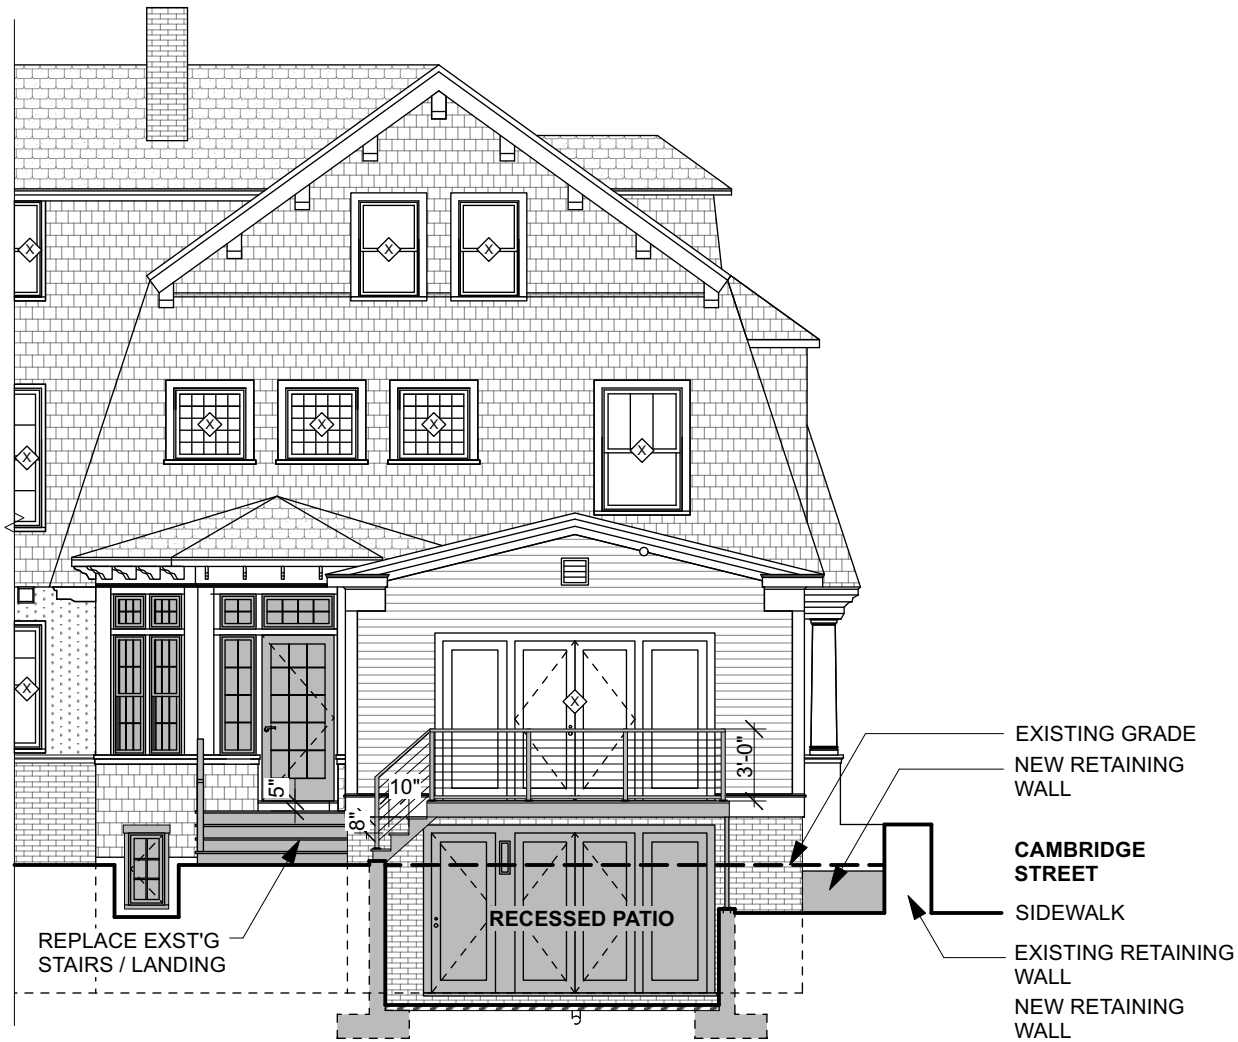 X
X
X
X
X
X
X
X
X
X
EXISTING GRADE
NEW RETAINING
WALL
3'-0"
5"
10"
8"
CAMBRIDGE
STREET
RECESSED PATIO
SIDEWALK
REPLACE EXST'G
STAIRS / LANDING
EXISTING RETAINING
WALL
NEW RETAINING
WALL